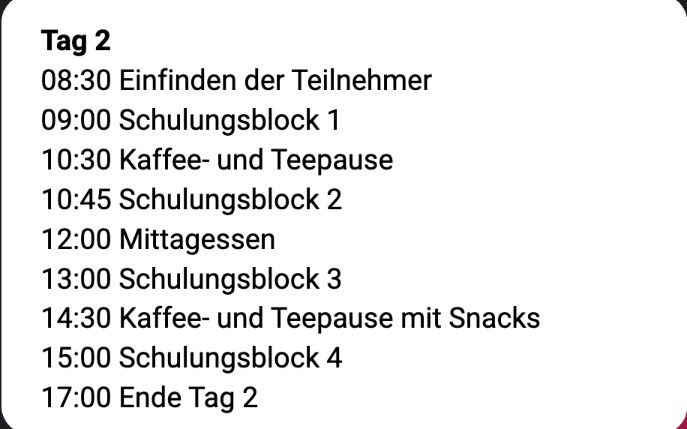 Tag 2
08:30 Einfinden der Teilnehmer
09:00 Schulungsblock 1
10:30 Kaffee- und Teepause
10:45 Schulungsblock 2
12:00 Mittagessen
13:00 Schulungsblock 3
14:30 Kaffee- und Teepause mit Snacks
15:00 Schulungsblock 4
17:00 Ende Tag 2